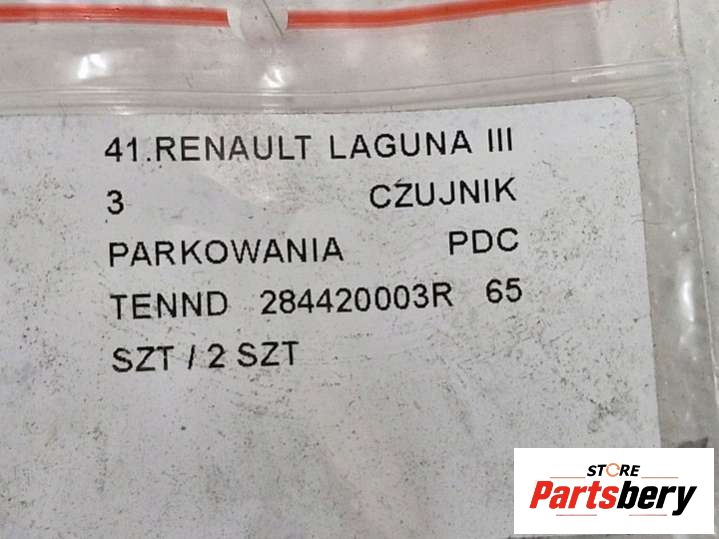 41.RENAULT LAGUNA III
3 CZUJNIK
PARKOWANIA PDC
TENND 284420003R 65
SZT / 2 SZT
STORE
Partsbery